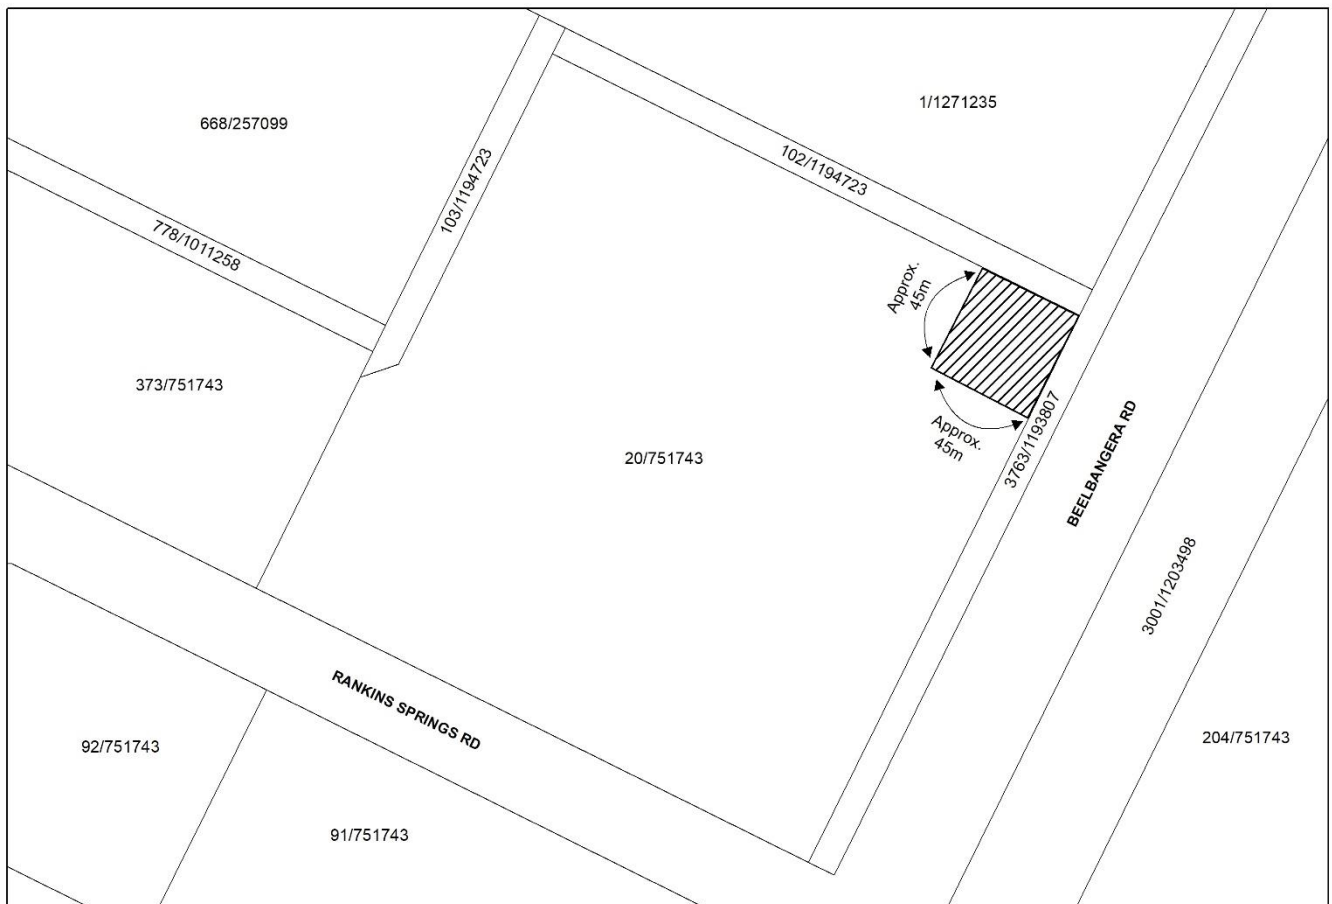 1/1271235
668/257099
102/1194723
103/1194723
778/1011258
Approx.
45m
373/751743
Approx.
45m
3763/1193807
BEELBANGERA RD
20/751743
3001/1203498
RANKINS SPRINGS RD
92/751743
204/751743
91/751743